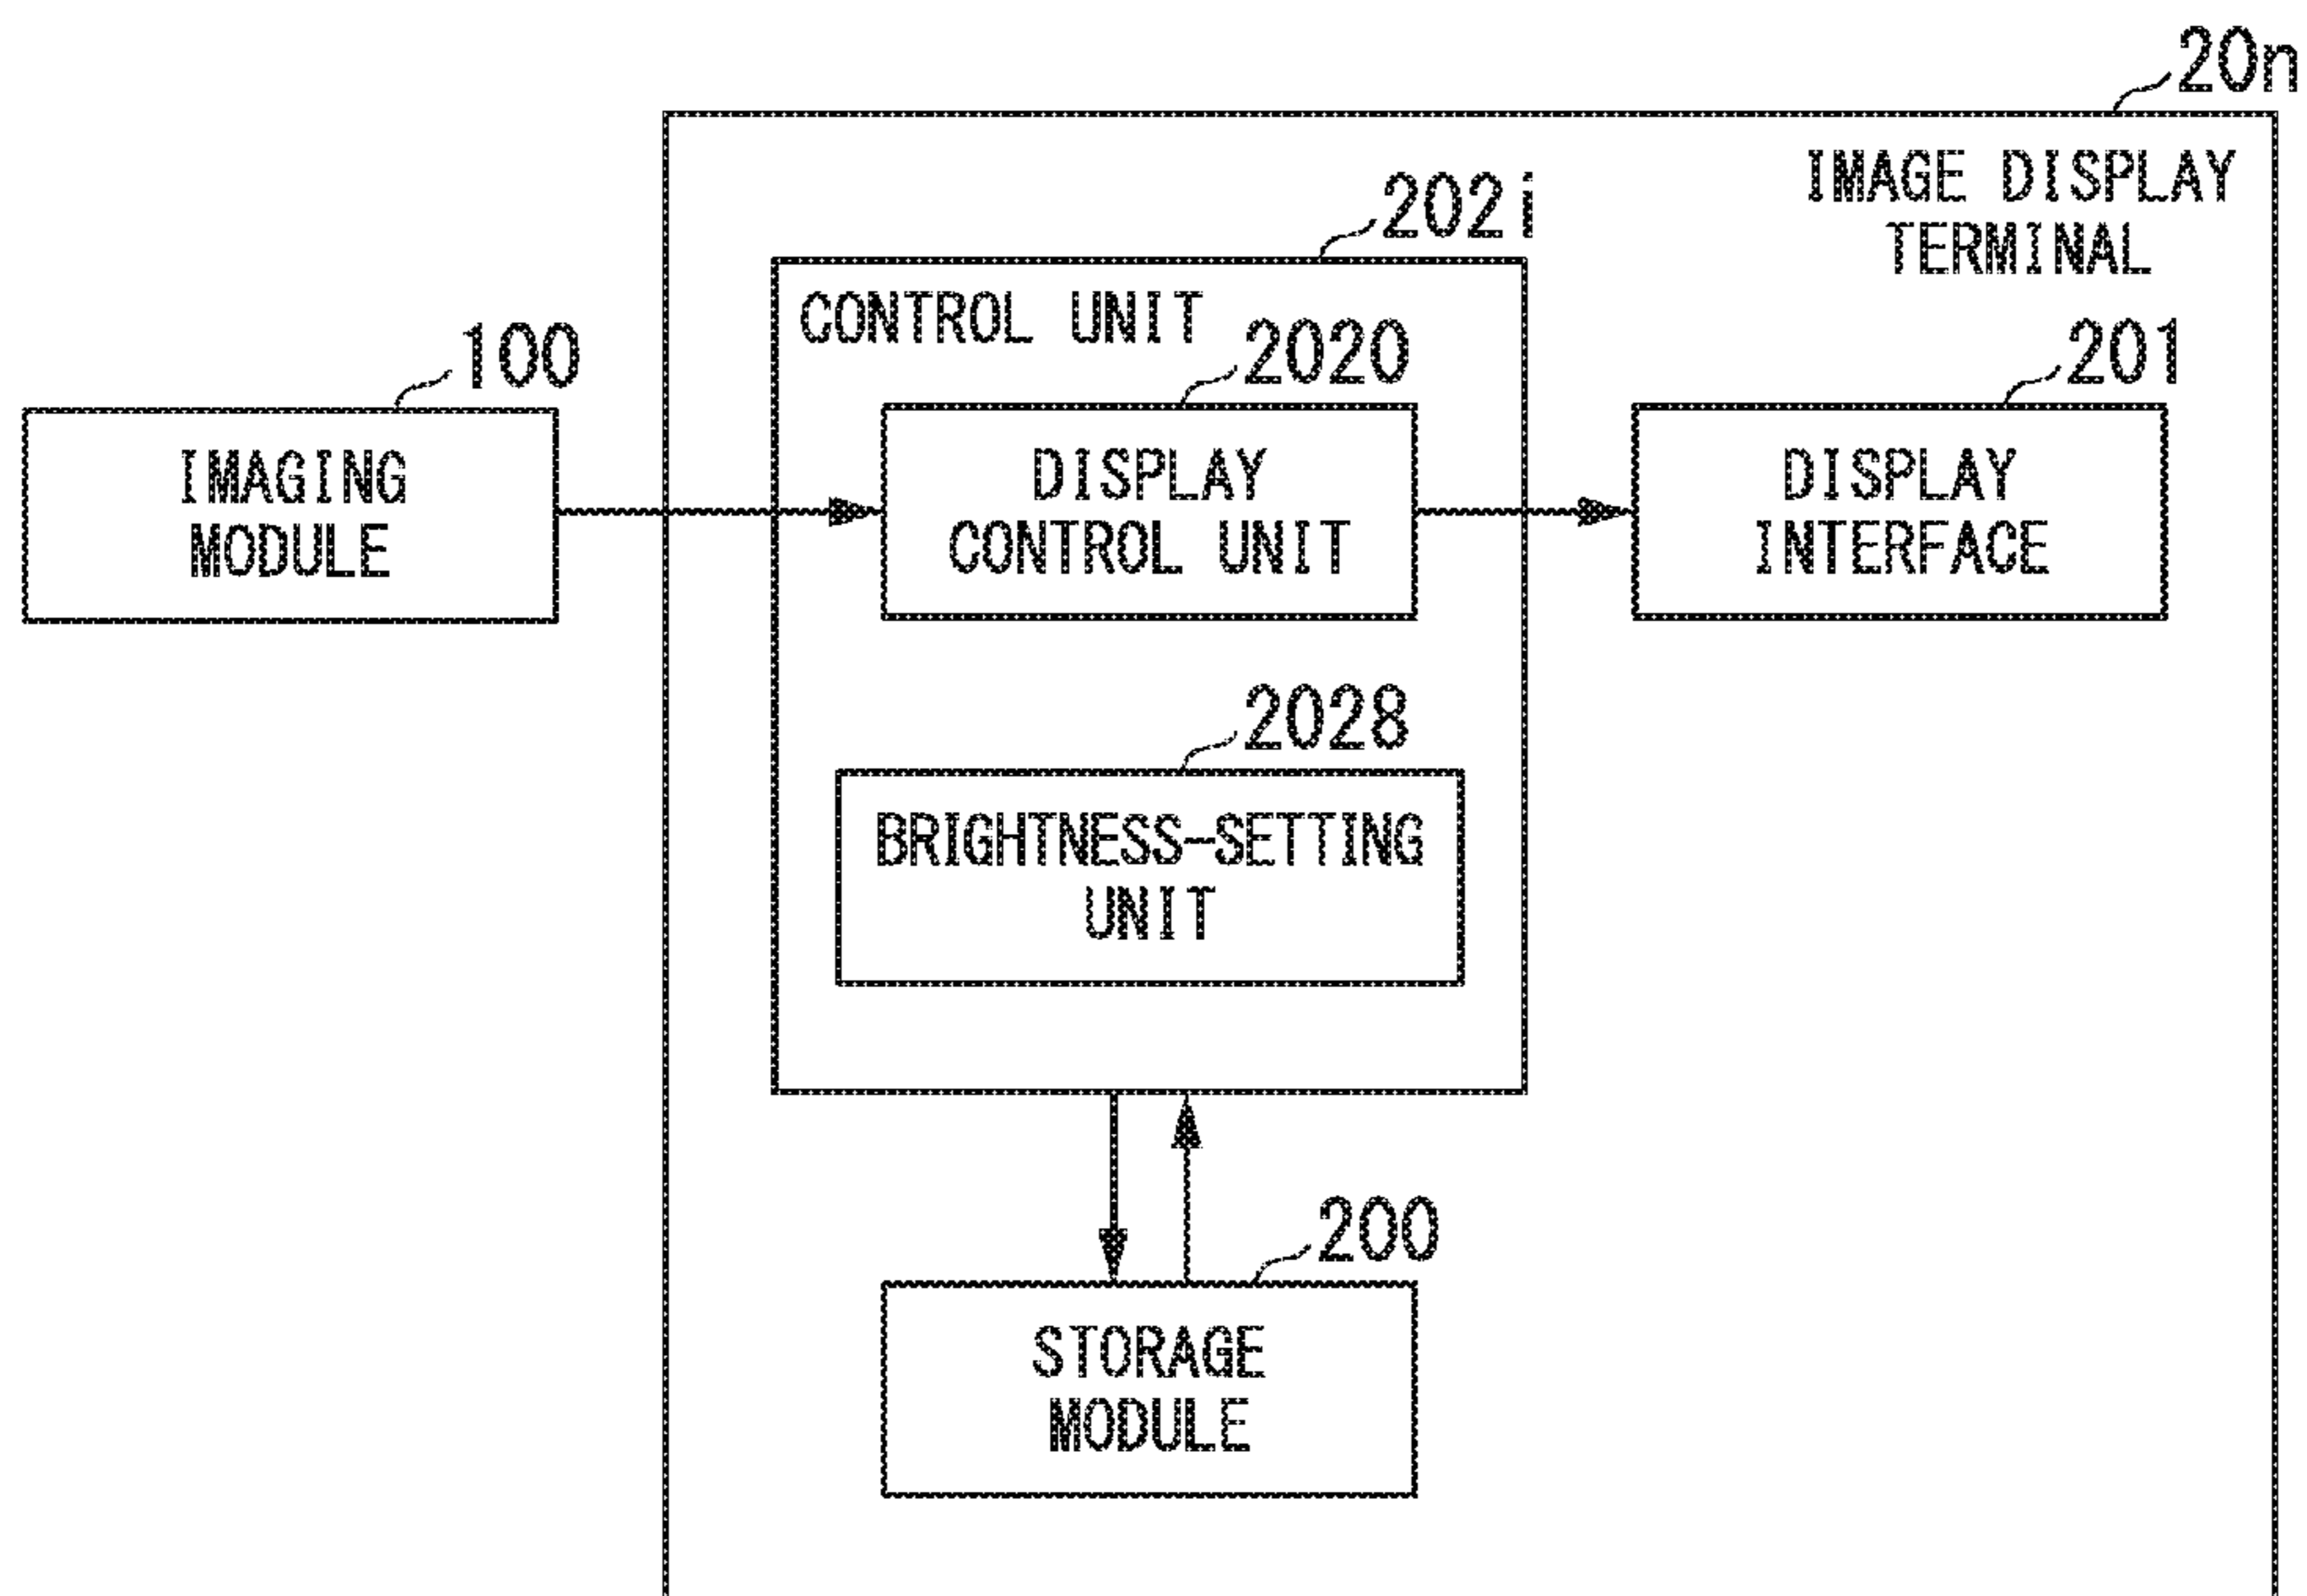 20n
IMAGE DISPLAY
TERMINAL
202i
CONTROL UNIT
100
IMAGING
MODULE
2020
DISPLAY
CONTROL UNIT
201
DISPLAY
INTERFACE
2028
BRIGHTNESS-SETTING
UNIT
200
STORAGE
MODULE